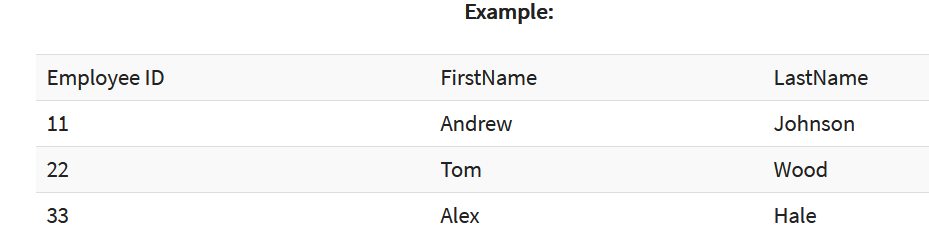 Example:
Employee ID FirstName LastName
11 Andrew Johnson
22 Tom Wood
33 Alex Hale